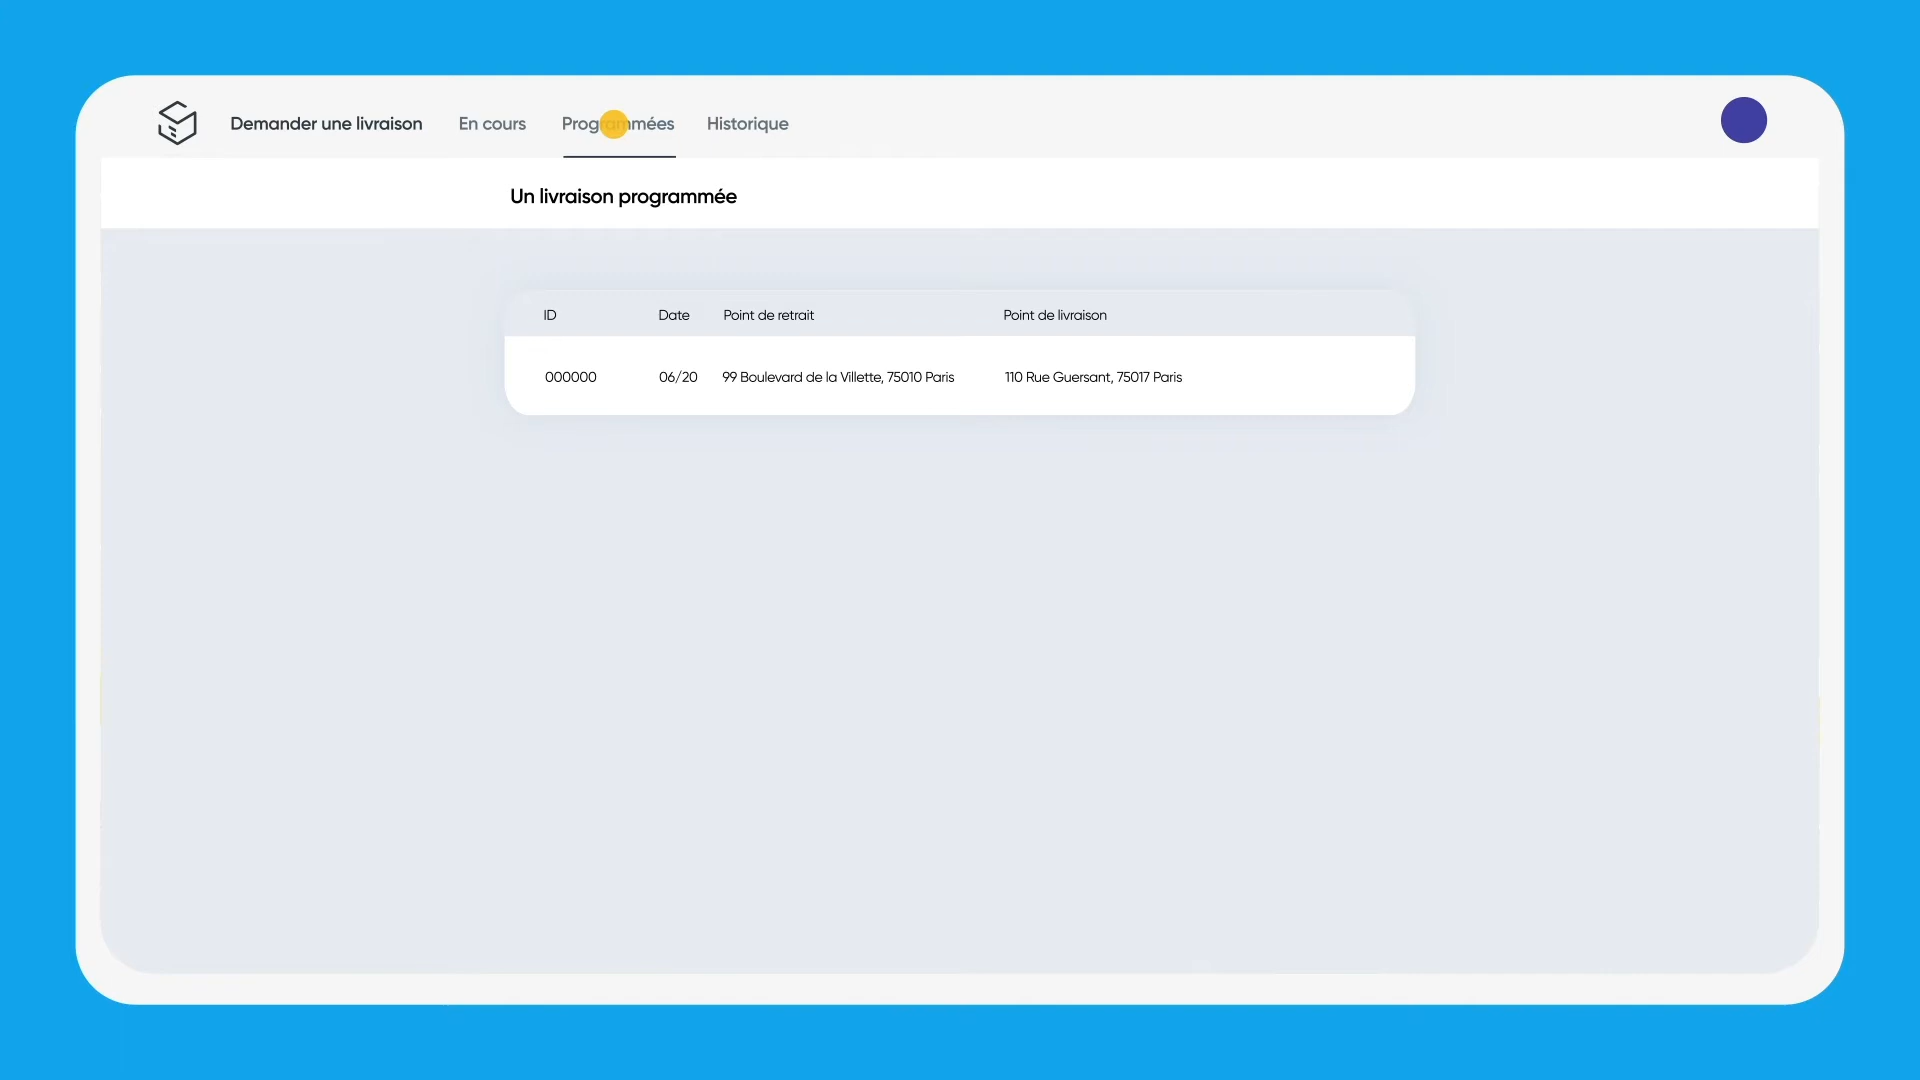 Demander une livraison En cours Programmées Historique
Un livraison programmée
ID Date Point de retrait Point de livraison
000000 06/20 99 Boulevard de la Villette, 75010 Paris 110 Rue Guersant, 75017 Paris